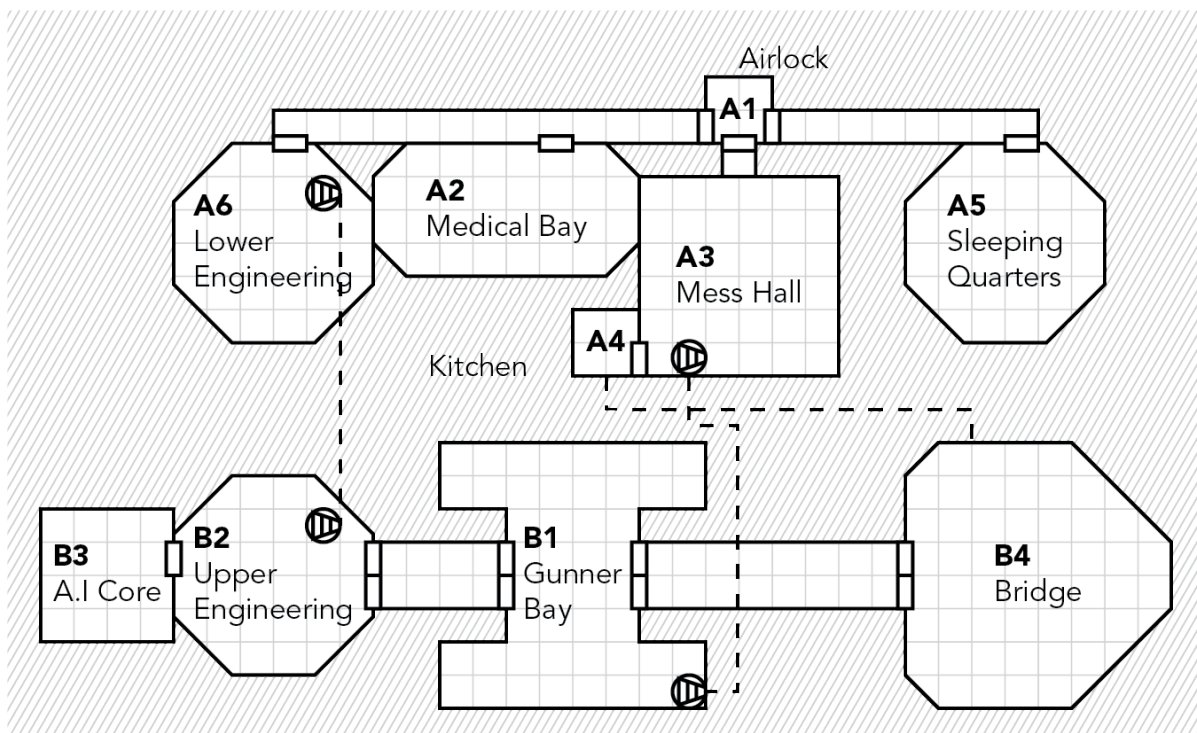 Airlock
A1
A6
Lower
Engineering
A2
Medical Bay
A3
Mess Hall
A5
Sleeping
Quarters
A4
Kitchen
B3
A.I Core
B2
Upper
Engineering
B1
Gunner
Bay
B4
Bridge